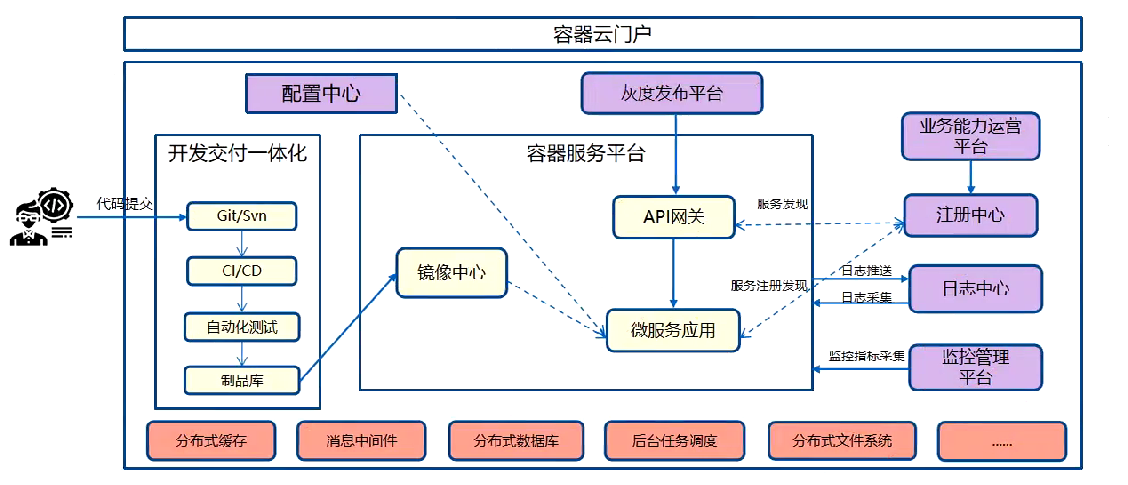 容器云门户
配置中心
灰度发布平台
业务能力运营
平台
开发交付一体化
容器服务平台
代码提交
Git/Svn
API网关
服务发现
注册中心
CI/CD
镜像中心
服务注册发现
日志推送
日志中心
日志采集
自动化测试
微服务应用
监控指标采集
监控管理
平台
制品库
分布式缓存
消息中间件
分布式数据库
后台任务调度
分布式文件系统
......